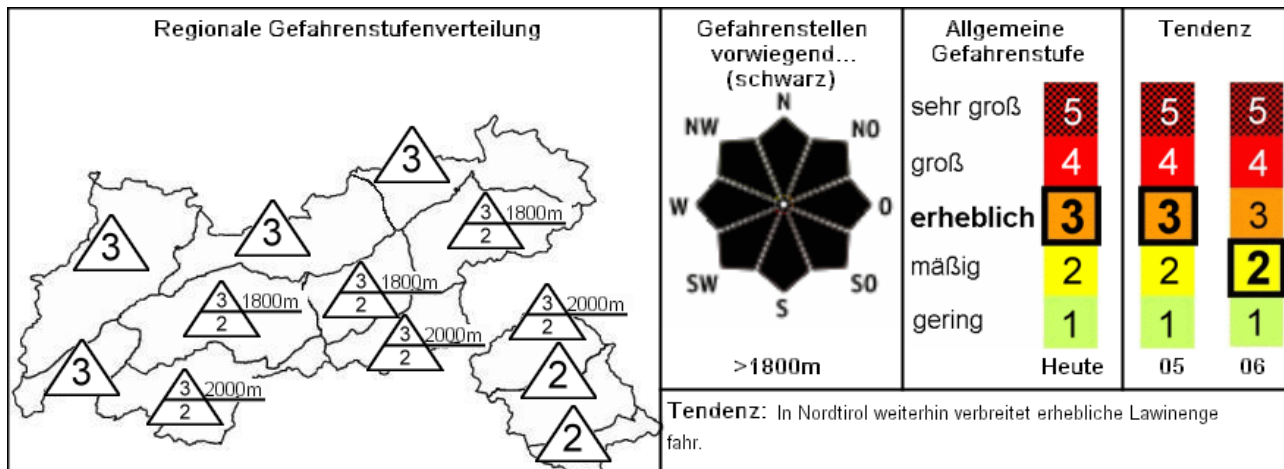 Regionale Gefahrenstufenverteilung
3
3
3
3
1800m
2
3
1800m
2
3
1800m
2
3
2000m
2
3
2000m
2
3
3
2000m
2
2
2
Gefahrenstellen
vorwiegend...
(schwarz)
N
NW
NO
W
O
SW
SO
S
>1800m
Allgemeine
Gefahrenstufe
Tendenz
sehr groß 5 5 5
groß 4 4 4
erheblich 3 3 3
mäßig 2 2 2
gering 1 1 1
Heute 05 06
Tendenz: In Nordtirol weiterhin verbreitet erhebliche Lawinenge
fahr.